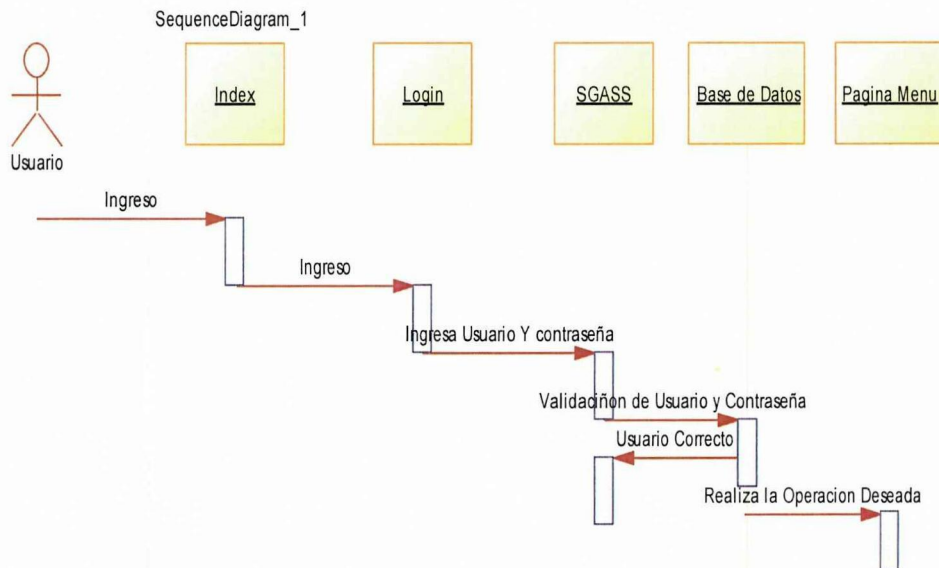 SequenceDiagram_1
Usuario
Index
Login
SGASS
Base de Datos
Pagina Menu
Ingreso
Ingreso
Ingresa Usuario Y contraseña
Validaciñon de Usuario y Contraseña
Usuario Correcto
Realiza la Operacion Deseada